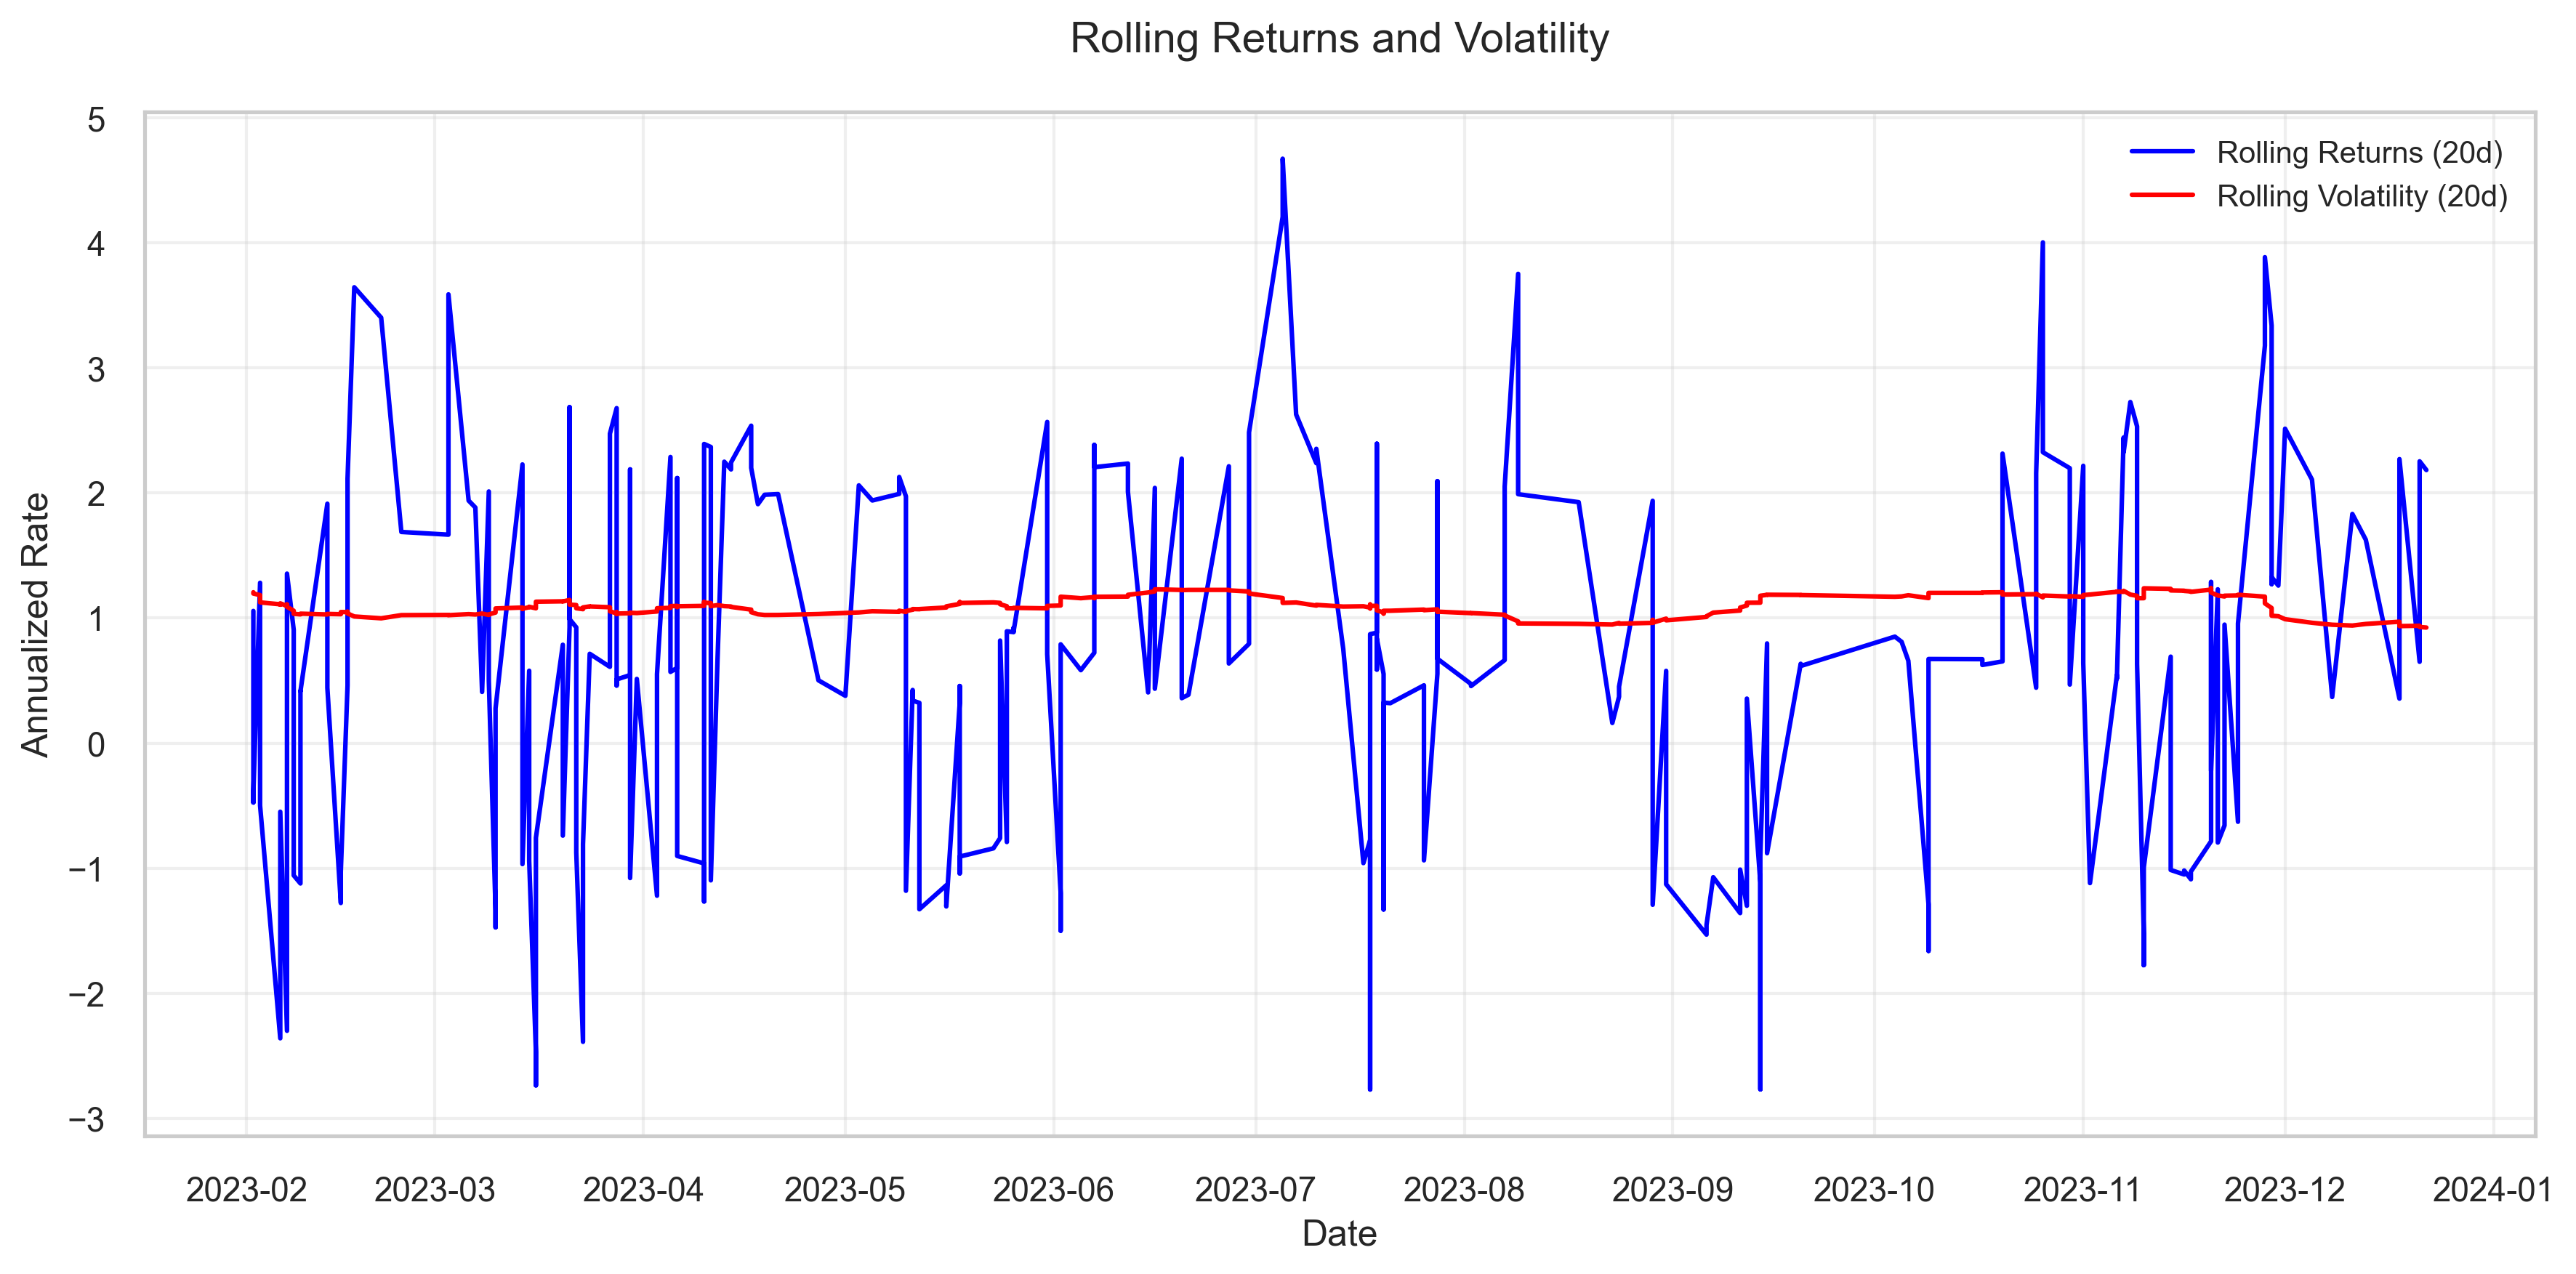 Rolling Returns and Volatility
5
4
3
2
1
0
−1
−2
−3
Annualized Rate
Rolling Returns (20d)
Rolling Volatility (20d)
2023-02 2023-03 2023-04 2023-05 2023-06 2023-07 2023-08 2023-09 2023-10 2023-11 2023-12 2024-01
Date